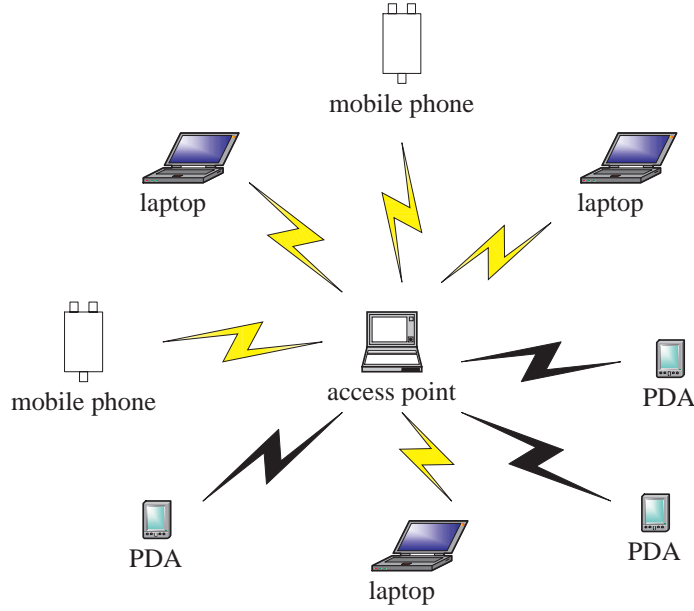 mobile phone
laptop
laptop
access point
mobile phone
PDA
PDA
PDA
laptop